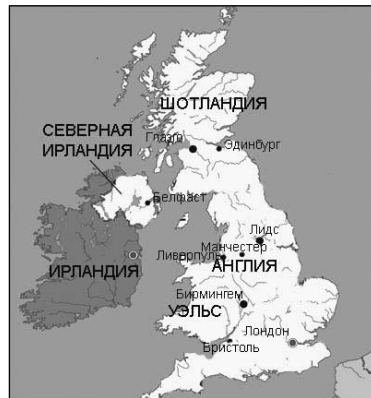 ШОТЛАНДИЯ
Глазго
Эдинбург
СЕВЕРНАЯ
ИРЛАНДИЯ
Белфаст
Лидс
Манчестер
Ливерпуль
ИРЛАНДИЯ
АНГЛИЯ
Бирмингем
УЭЛЬС
Лондон
Бристоль